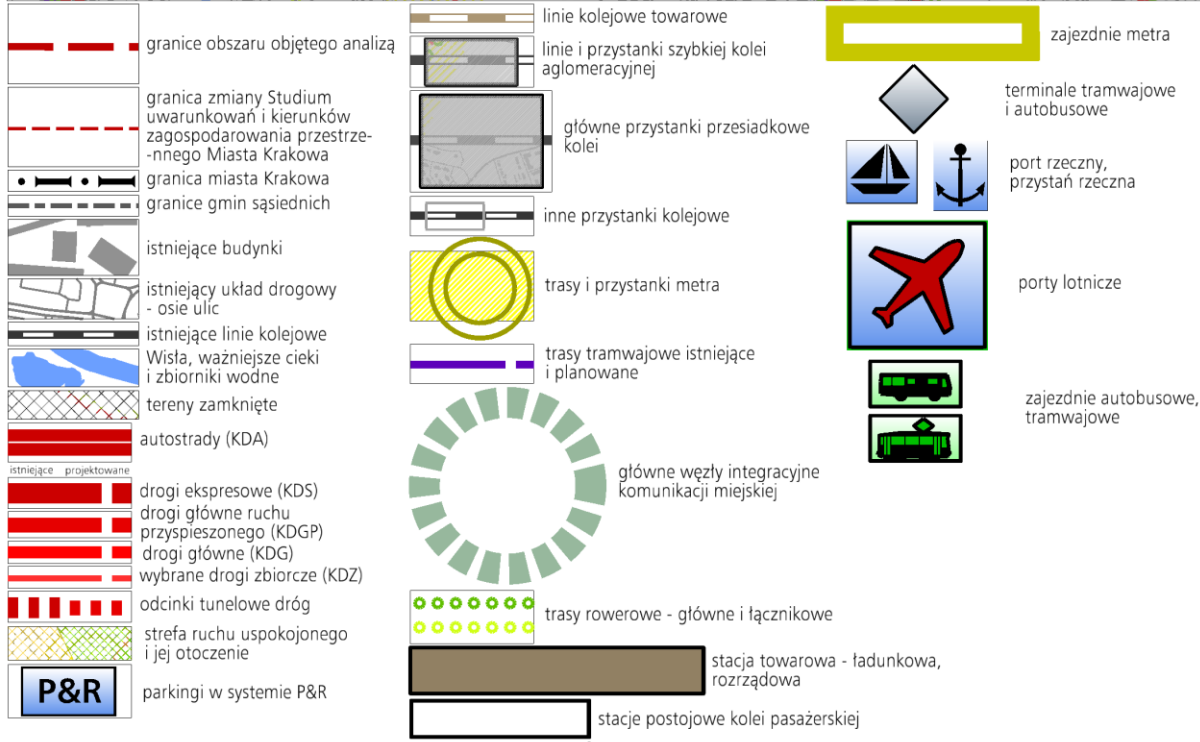 granice obszaru objętego analizą
granica zmiany Studium
uwarunkowań i kierunków
zagospodarowania przestrze-
-nnego Miasta Krakowa
granica miasta Krakowa
granice gmin sąsiednich
istniejące budynki
istniejący układ drogowy
- osie ulic
istniejące linie kolejowe
Wisła, ważniejsze cieki
i zbiorniki wodne
tereny zamknięte
autostrady (KDA)
istniejące projektowane
drogi ekspresowe (KDS)
drogi główne ruchu
przyspieszonego (KDGP)
drogi główne (KDG)
wybrane drogi zbiorcze (KDZ)
odcinki tunelowe dróg
strefa ruchu uspokojonego
i jej otoczenie
P&R
parkingi w systemie P&R
linie kolejowe towarowe
linie i przystanki szybkiej kolei
aglomeracyjnej
główne przystanki przesiadkowe
kolei
inne przystanki kolejowe
trasy i przystanki metra
trasy tramwajowe istniejące
i planowane
główne węzły integracyjne
komunikacji miejskiej
trasy rowerowe - główne i łącznikowe
stacja towarowa - ładunkowa,
rozrządowa
stacje postojowe kolei pasażerskiej
zajezdnie metra
terminale tramwajowe
i autobusowe
port rzeczny,
przystań rzeczna
porty lotnicze
zajezdnie autobusowe,
tramwajowe